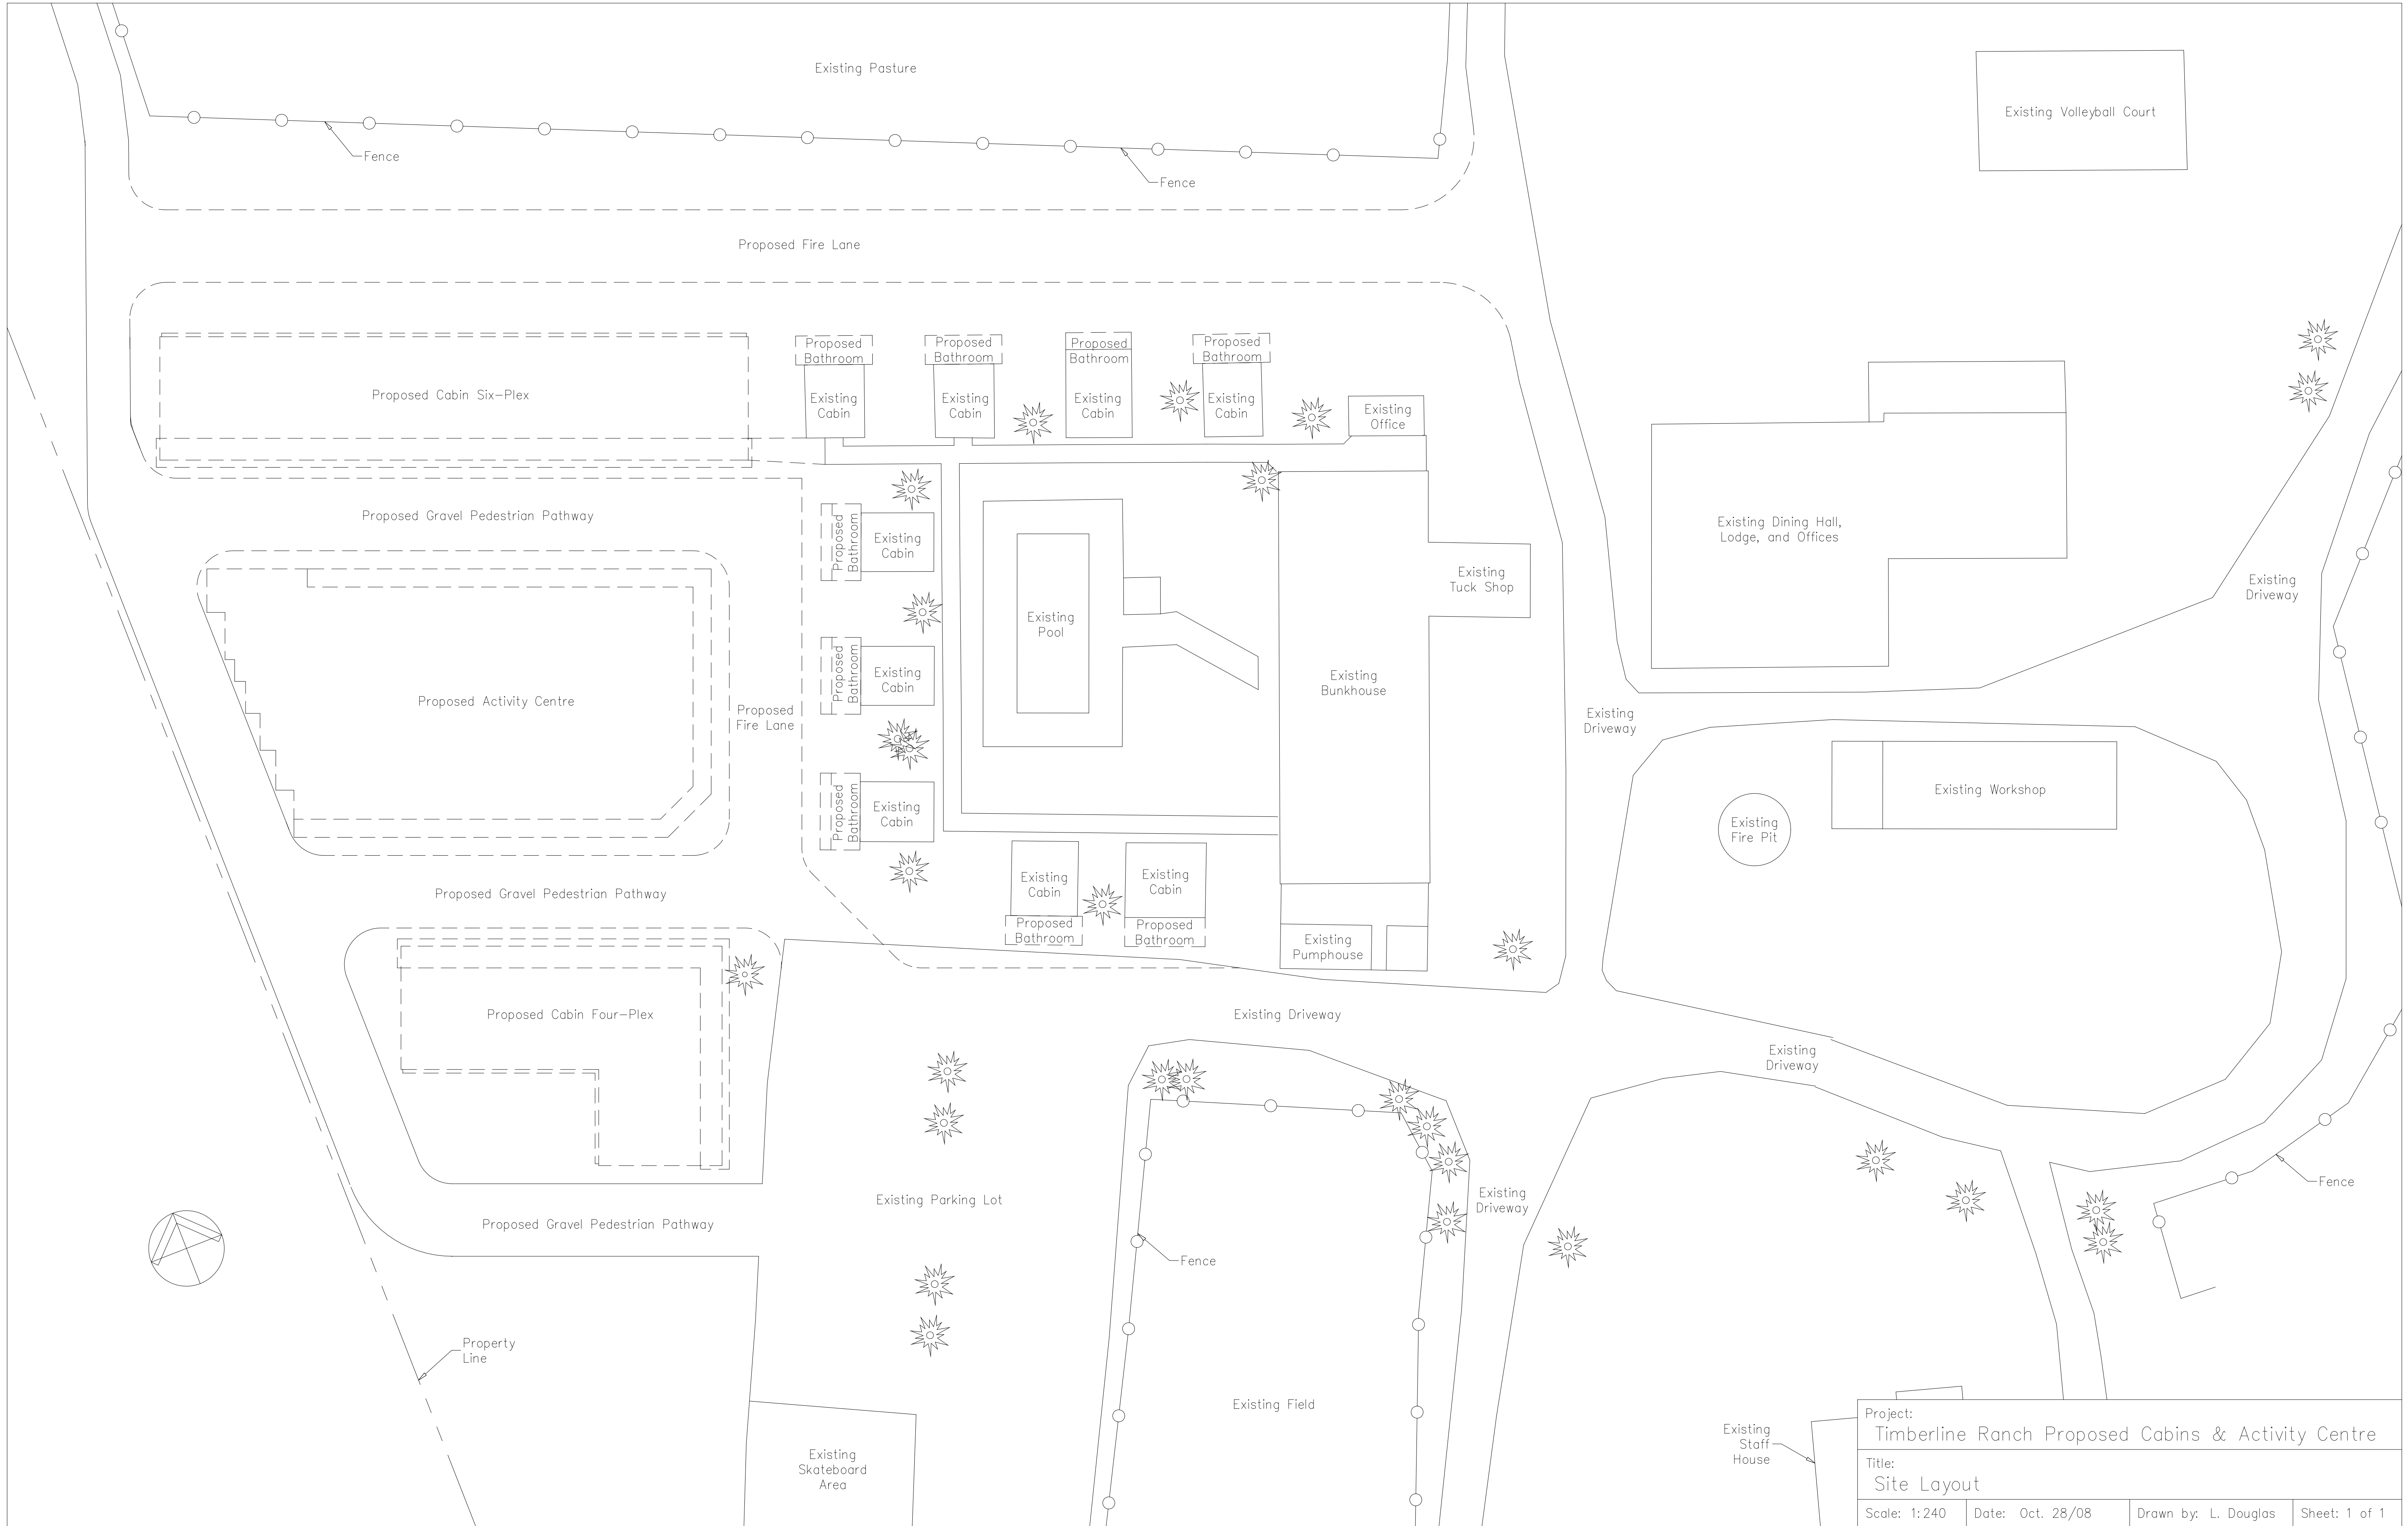 Existing Pasture
Existing Volleyball Court
Fence
Fence
Proposed Fire Lane
Proposed
Bathroom
Proposed
Bathroom
Proposed
Bathroom
Proposed
Bathroom
Proposed Cabin Six-Plex
Existing
Cabin
Existing
Cabin
Existing
Cabin
Existing
Cabin
Existing
Office
Proposed Gravel Pedestrian Pathway
Proposed
Bathroom
Existing
Cabin
Existing Dining Hall,
Lodge, and Offices
Existing
Tuck Shop
Existing
Driveway
Existing
Pool
Proposed
Bathroom
Existing
Cabin
Existing
Bunkhouse
Proposed Activity Centre
Proposed
Fire Lane
Existing
Driveway
Proposed
Bathroom
Existing
Cabin
Existing Workshop
Existing
Fire Pit
Proposed Gravel Pedestrian Pathway
Existing
Cabin
Existing
Cabin
Proposed
Bathroom
Proposed
Bathroom
Existing
Pumphouse
Proposed Cabin Four-Plex
Existing Driveway
Existing
Driveway
Existing Parking Lot
Existing
Driveway
Fence
Proposed Gravel Pedestrian Pathway
Fence
Property
Line
Existing Field
Existing
Skateboard
Area
Existing
Staff
House
Project:
Timberline Ranch Proposed Cabins & Activity Centre
Title:
Site Layout
Scale: 1:240 Date: Oct. 28/08 Drawn by: L. Douglas Sheet: 1 of 1